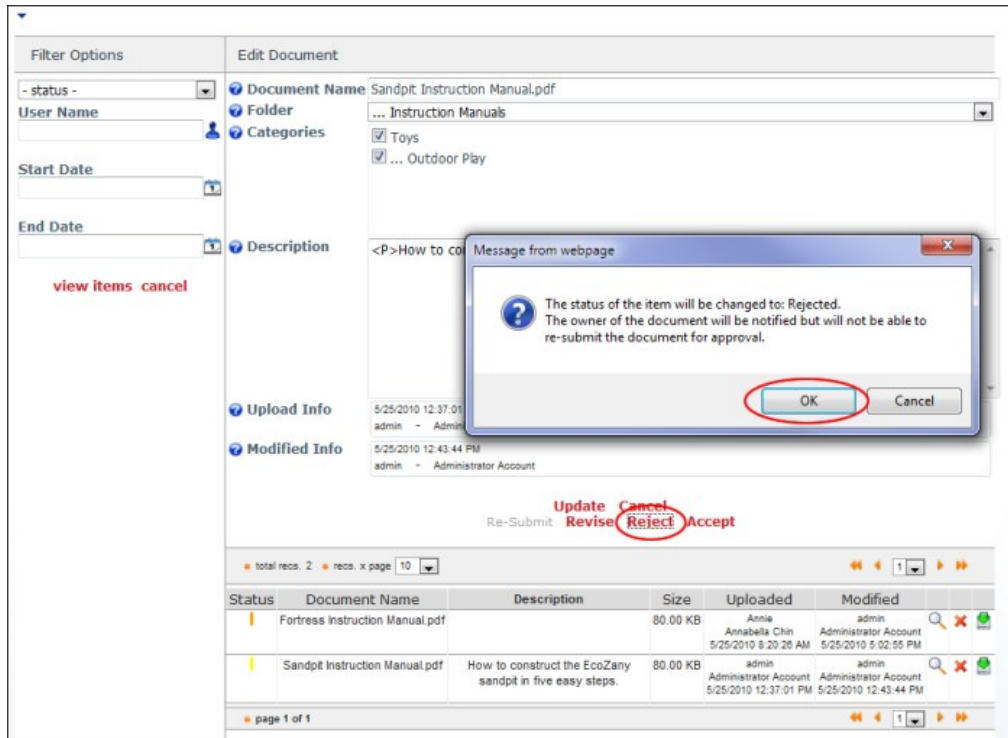 Filter Options
Edit Document
- status -
User Name
Start Date
End Date
view items cancel
Document Name Sandpit Instruction Manual.pdf
Folder ... Instruction Manuals
Categories Toys
... Outdoor Play
Description <P>How to
Message from webpage
The status of the item will be changed to: Rejected.
The owner of the document will be notified but will not be able to
re-submit the document for approval.
OK Cancel
Upload Info 5/25/2010 12:37:01
admin -
Modified Info 5/25/2010 12:43:44 PM
admin - Administrator Account
Update Cancel
Re-Submit Revise Reject Accept
total recs. 2 recs. x page 10 1
Status Document Name Description Size Uploaded Modified
Fortress Instruction Manual.pdf 80.00 KB Annie admin
Annabella Chin Administrator Account
5/25/2010 8:20:26 AM 5/25/2010 5:02:55 PM
Sandpit Instruction Manual.pdf How to construct the EcoZany 80.00 KB admin admin
sandpit in five easy steps. Administrator Account Administrator Account
5/25/2010 12:37:01 PM 5/25/2010 12:43:44 PM
page 1 of 1 1